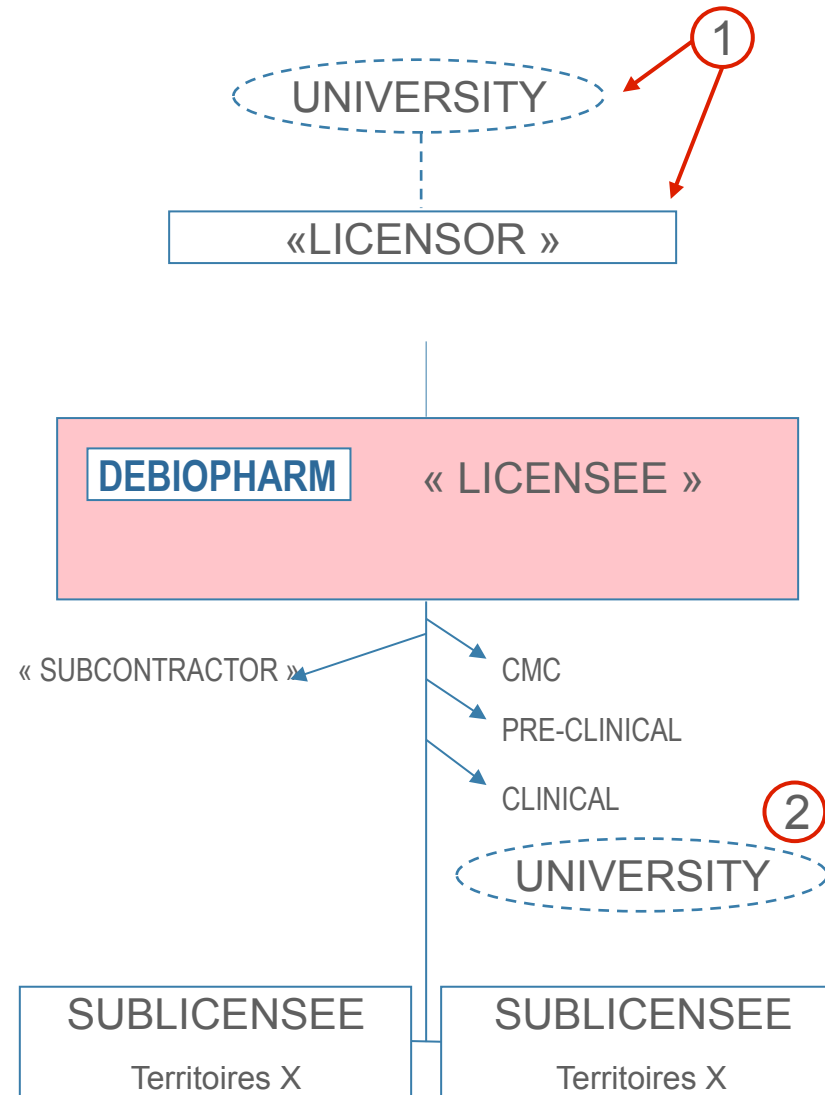 1
UNIVERSITY
«LICENSOR »
DEBIOPHARM « LICENSEE »
« SUBCONTRACTOR »
CMC
PRE-CLINICAL
CLINICAL
2
UNIVERSITY
SUBLICENSEE
Territoires X
SUBLICENSEE
Territoires X